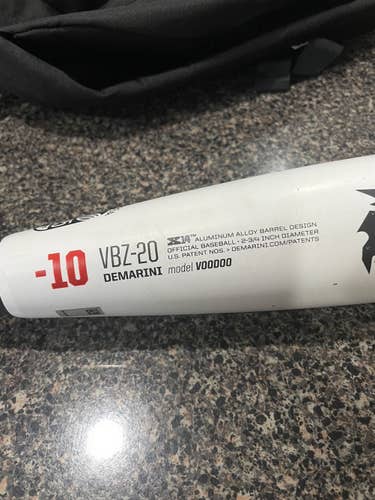 -10
VBZ-20
DEMARINI model VOODOO
X14™ ALUMINUM ALLOY BARREL DESIGN
OFFICIAL BASEBALL - 2-3/4 INCH DIAMETER
U.S. PATENT NOS. > DEMARINI.COM/PATENTS